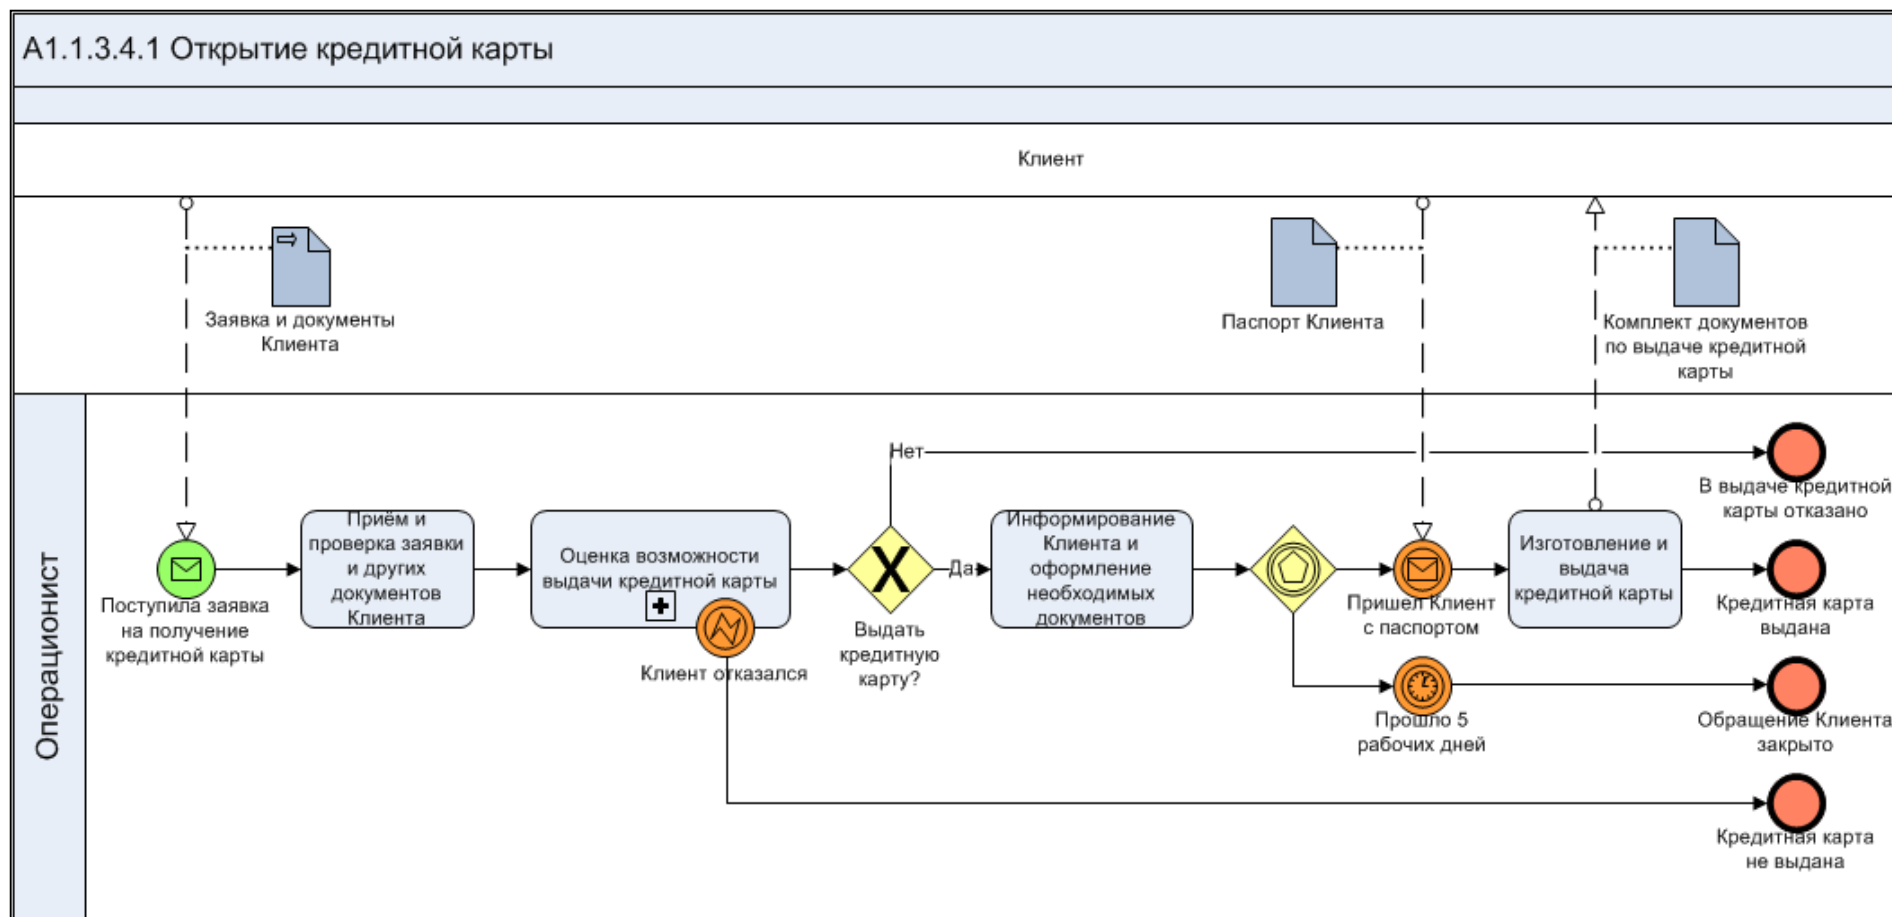 А1.1.3.4.1 Открытие кредитной карты
Клиент
Заявка и документы
Клиента
Паспорт Клиента
Комплект документов
по выдаче кредитной
карты
Операционист
Поступила заявка
на получение
кредитной карты
Приём и
проверка заявки
и других
документов
Клиента
Оценка возможности
выдачи кредитной карты
Клиент отказался
Выдать
кредитную
карту?
Нет
Да
Информирование
Клиента и
оформление
необходимых
документов
Пришел Клиент
с паспортом
Прошло 5
рабочих дней
Изготовление и
выдача
кредитной карты
В выдаче кредитной
карты отказано
Кредитная карта
выдана
Обращение Клиента
закрыто
Кредитная карта
не выдана